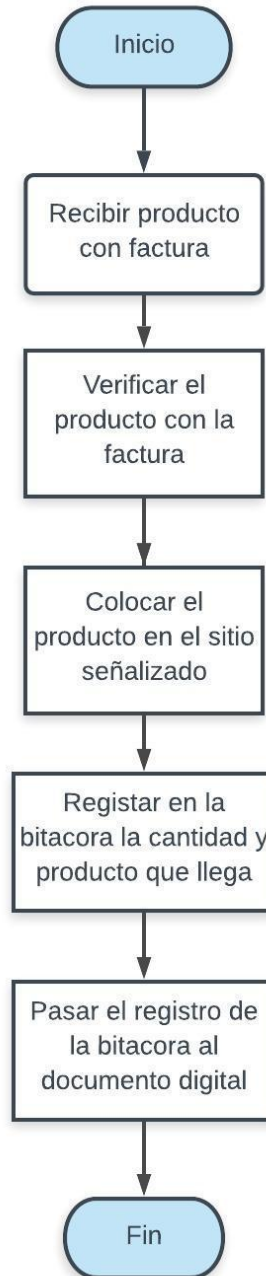 Inicio
Recibir producto
con factura
Verificar el
producto con la
factura
Colocar el
producto en el sitio
señalizado
Registar en la
bitacora la cantidad y
producto que llega
Pasar el registro de
la bitacora al
documento digital
Fin